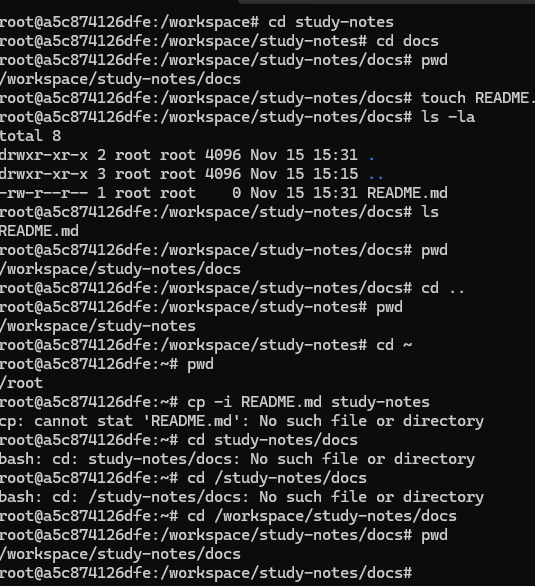 root@a5c874126dfe:/workspace# cd study-notes
root@a5c874126dfe:/workspace/study-notes# cd docs
root@a5c874126dfe:/workspace/study-notes/docs# pwd
/workspace/study-notes/docs
root@a5c874126dfe:/workspace/study-notes/docs# touch README.
root@a5c874126dfe:/workspace/study-notes/docs# ls -la
total 8
drwxr-xr-x 2 root root 4096 Nov 15 15:31 .
drwxr-xr-x 3 root root 4096 Nov 15 15:15 ..
-rw-r--r-- 1 root root    0 Nov 15 15:31 README.md
root@a5c874126dfe:/workspace/study-notes/docs# ls
README.md
root@a5c874126dfe:/workspace/study-notes/docs# pwd
/workspace/study-notes/docs
root@a5c874126dfe:/workspace/study-notes/docs# cd ..
root@a5c874126dfe:/workspace/study-notes# pwd
/workspace/study-notes
root@a5c874126dfe:/workspace/study-notes# cd ~
root@a5c874126dfe:~# pwd
/root
root@a5c874126dfe:~# cp -i README.md study-notes
cp: cannot stat 'README.md': No such file or directory
root@a5c874126dfe:~# cd study-notes/docs
bash: cd: study-notes/docs: No such file or directory
root@a5c874126dfe:~# cd /study-notes/docs
bash: cd: /study-notes/docs: No such file or directory
root@a5c874126dfe:~# cd /workspace/study-notes/docs
root@a5c874126dfe:/workspace/study-notes/docs# pwd
/workspace/study-notes/docs
root@a5c874126dfe:/workspace/study-notes/docs#